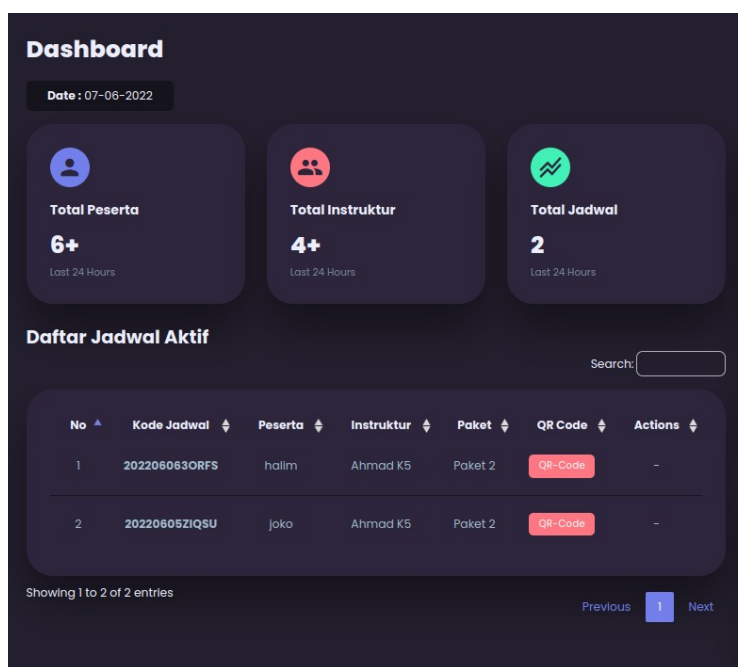 Dashboard
Date : 07-06-2022
Total Peserta
6+
Last 24 Hours
Total Instruktur
4+
Last 24 Hours
Total Jadwal
2
Last 24 Hours
Daftar Jadwal Aktif
Search:
No Kode Jadwal Peserta Instruktur Paket QR Code Actions
1 202206063ORFS halim Ahmad K5 Paket 2 QR-Code -
2 20220605ZIQSU joko Ahmad K5 Paket 2 QR-Code -
Showing 1 to 2 of 2 entries
Previous 1 Next